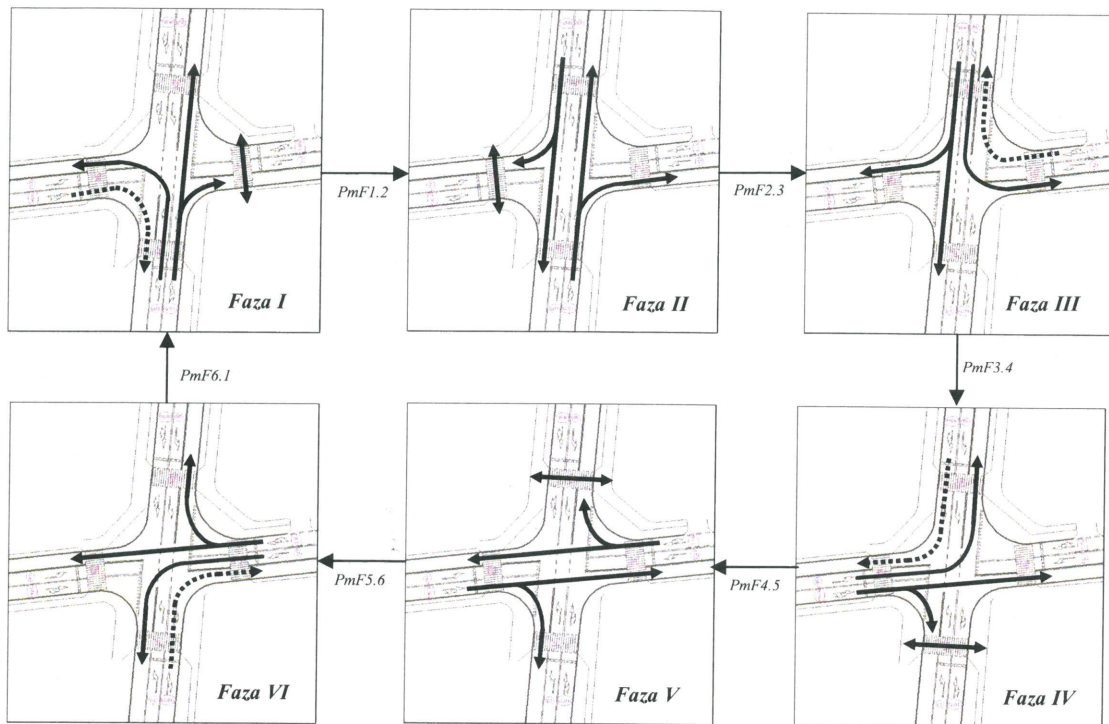 Faza I
PmF1.2
Faza II
PmF2.3
Faza III
PmF6.1
PmF3.4
Faza VI
PmF5.6
Faza V
PmF4.5
Faza IV